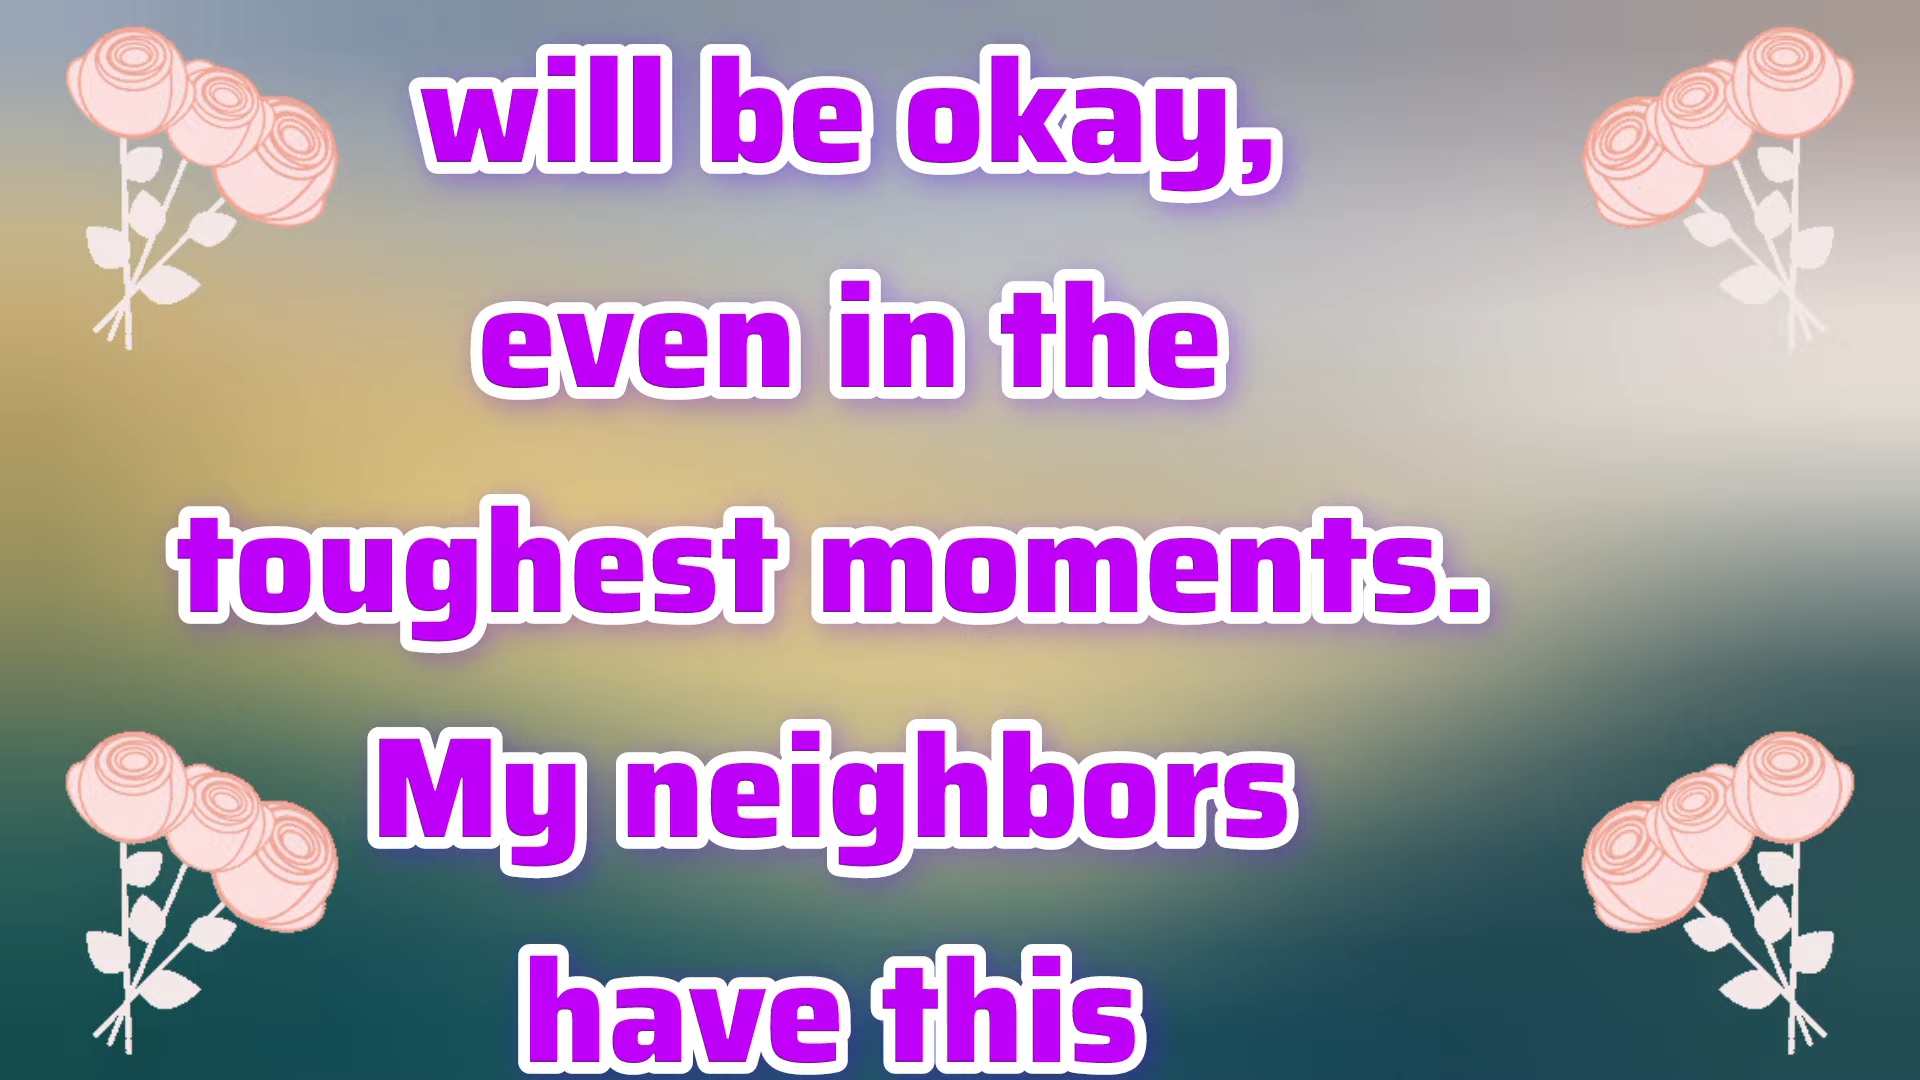 will be okay,
even in the
toughest moments.
My neighbors
have this